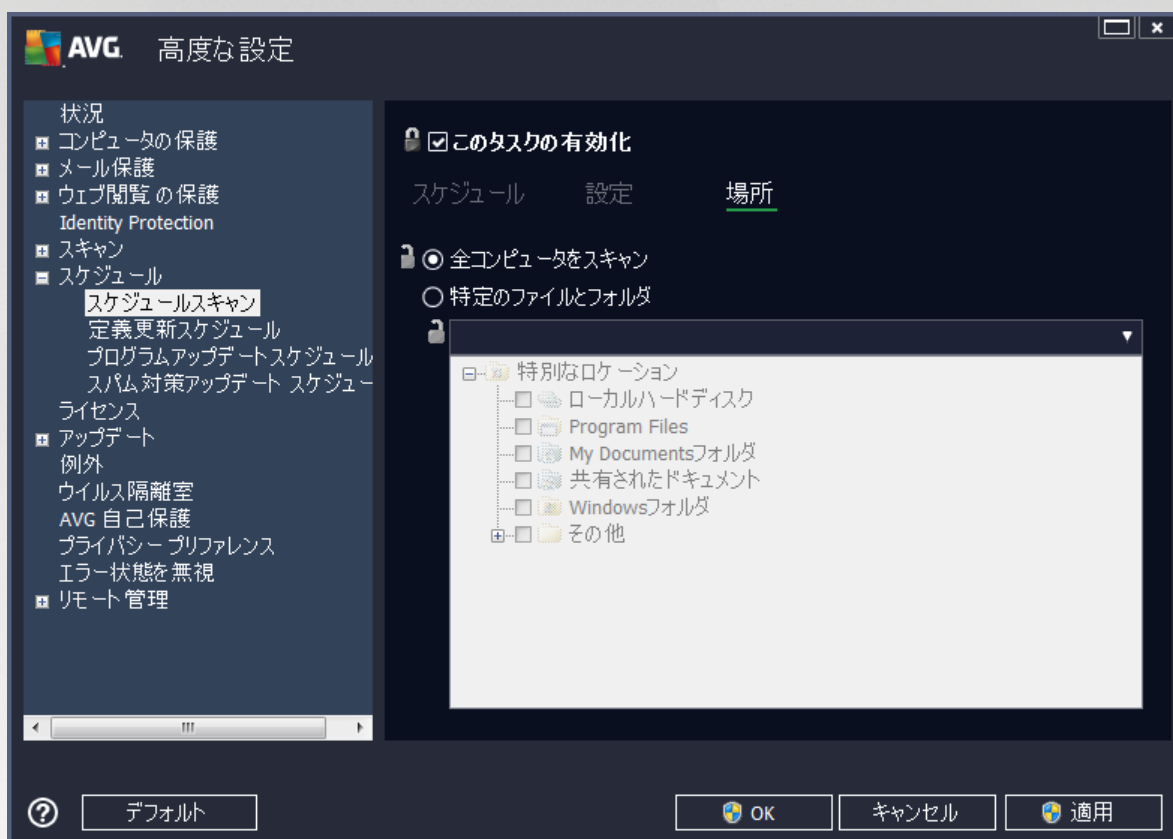 AVG. 高度な設定
状況
コンピュータの保護
メール保護
ウェブ閲覧 の保護
Identity Protection
スキャン
スケジュール
スケジュールスキャン
定義更新スケジュール
プログラムアップデートスケジュール
スパム対策アップデート スケジュー
ライセンス
アップデート
例外
ウイルス隔離室
AVG 自己保護
プライバシー プリファレンス
エラー状態を無視
リモート管理
このタスクの有効化
スケジュール 設定 場所
全コンピュータをスキャン
特定のファイルとフォルダ
特別なロケーション
ローカルハードディスク
Program Files
My Documentsフォルダ
共有されたドキュメント
Windowsフォルダ
その他
デフォルト OK キャンセル 適用